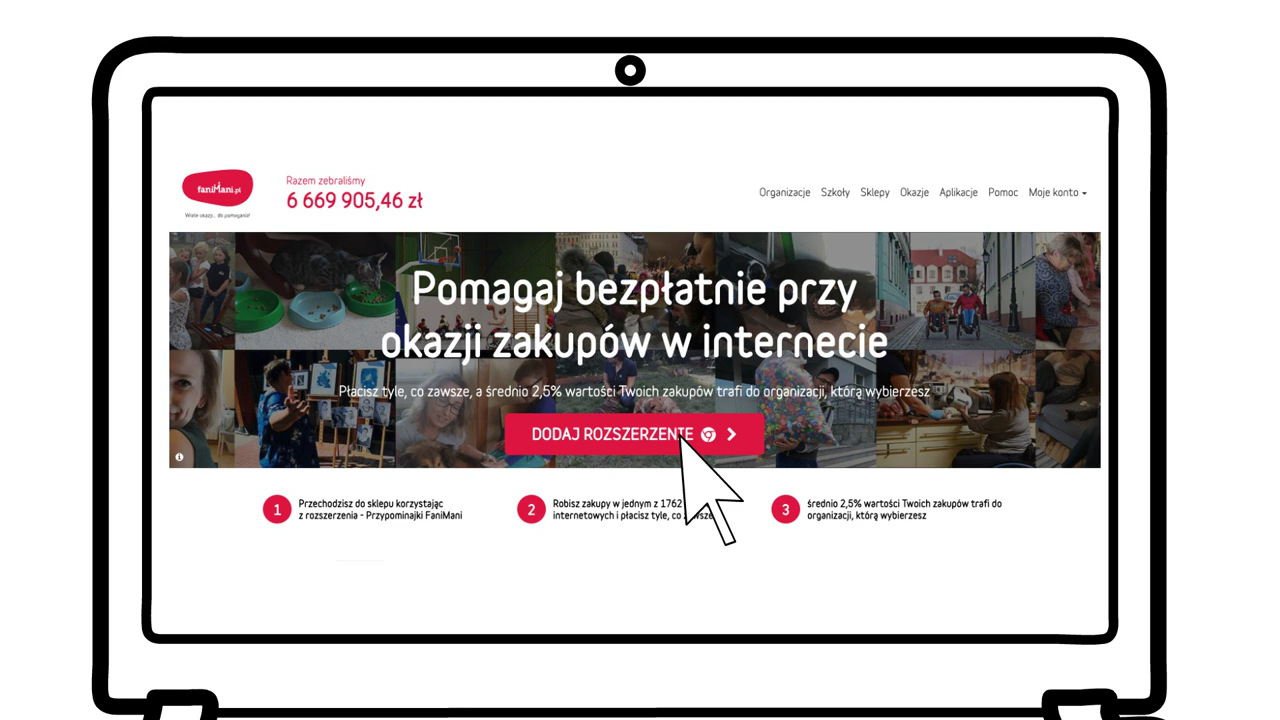 faniMani.pl
Wiele okazji... do pomagania!
Razem zebraliśmy
6 669 905,46 zł
Organizacje Szkoły Sklepy Okazje Aplikacje Pomoc Moje konto
Pomagaj bezpłatnie przy
okazji zakupów w internecie
Płacisz tyle, co zawsze, a średnio 2,5% wartości Twoich zakupów trafi do organizacji, którą wybierzesz
DODAJ ROZSZERZENIE
1
Przechodzisz do sklepu korzystając
z rozszerzenia - Przypominajki FaniMani
2
Robisz zakupy w jednym z 1762
internetowych i płacisz tyle, co
3
średnio 2,5% wartości Twoich zakupów trafi do
organizacji, którą wybierzesz